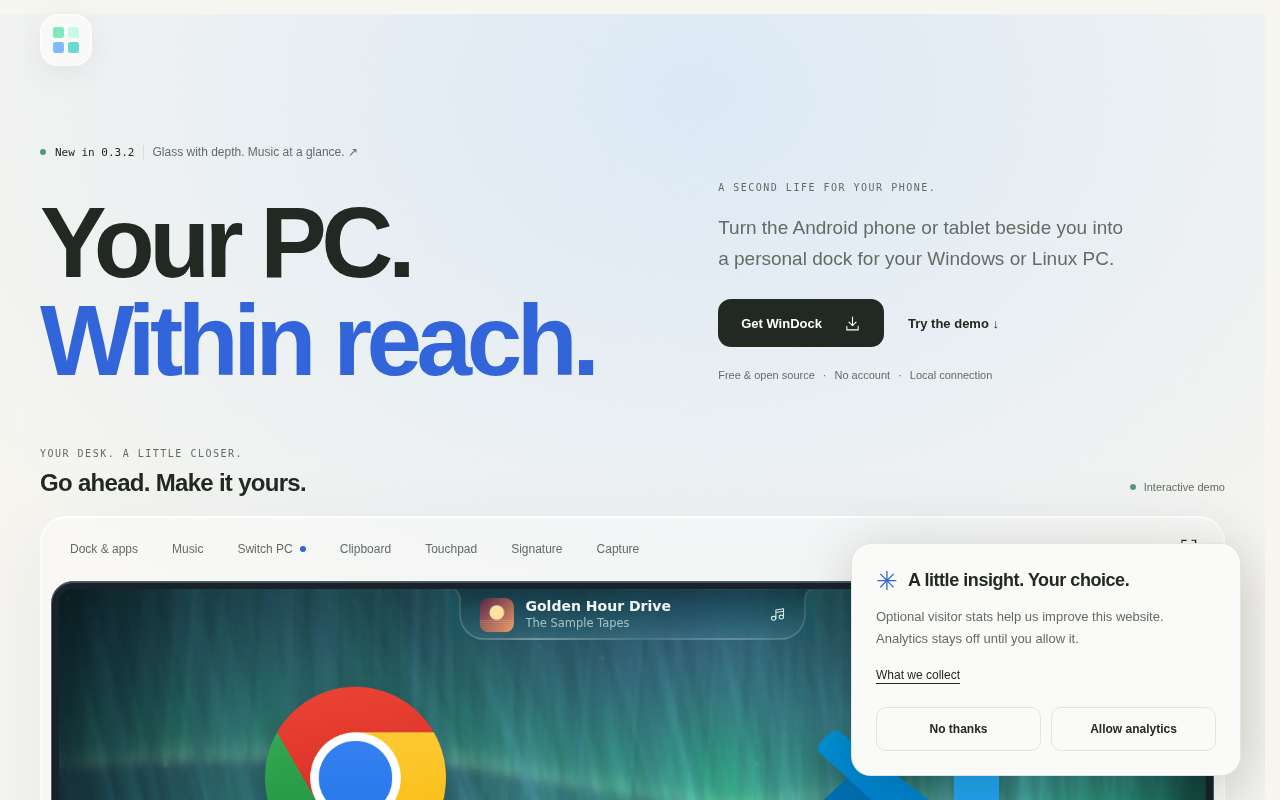 New in 0.3.2
Glass with depth. Music at a glance. ↗
Your PC.
Within reach.
A SECOND LIFE FOR YOUR PHONE.
Turn the Android phone or tablet beside you into
a personal dock for your Windows or Linux PC.
Get WinDock
Try the demo ↓
Free & open source · No account · Local connection
YOUR DESK. A LITTLE CLOSER.
Go ahead. Make it yours.
Interactive demo
Dock & apps
Music
Switch PC
Clipboard
Touchpad
Signature
Capture
Golden Hour Drive
The Sample Tapes
A little insight. Your choice.
Optional visitor stats help us improve this website.
Analytics stays off until you allow it.
What we collect
No thanks
Allow analytics